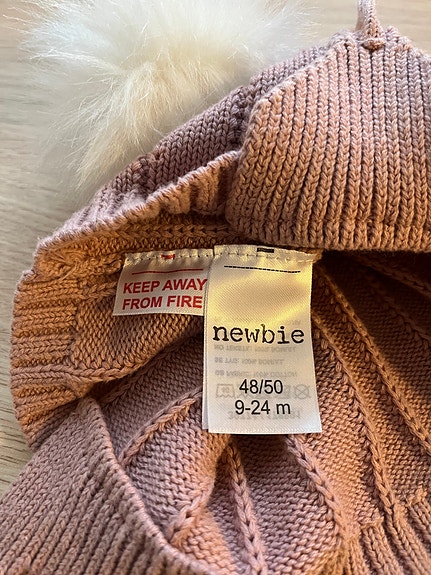 KEEP AWAY
FROM FIRE
newbie
48/50
9-24 m